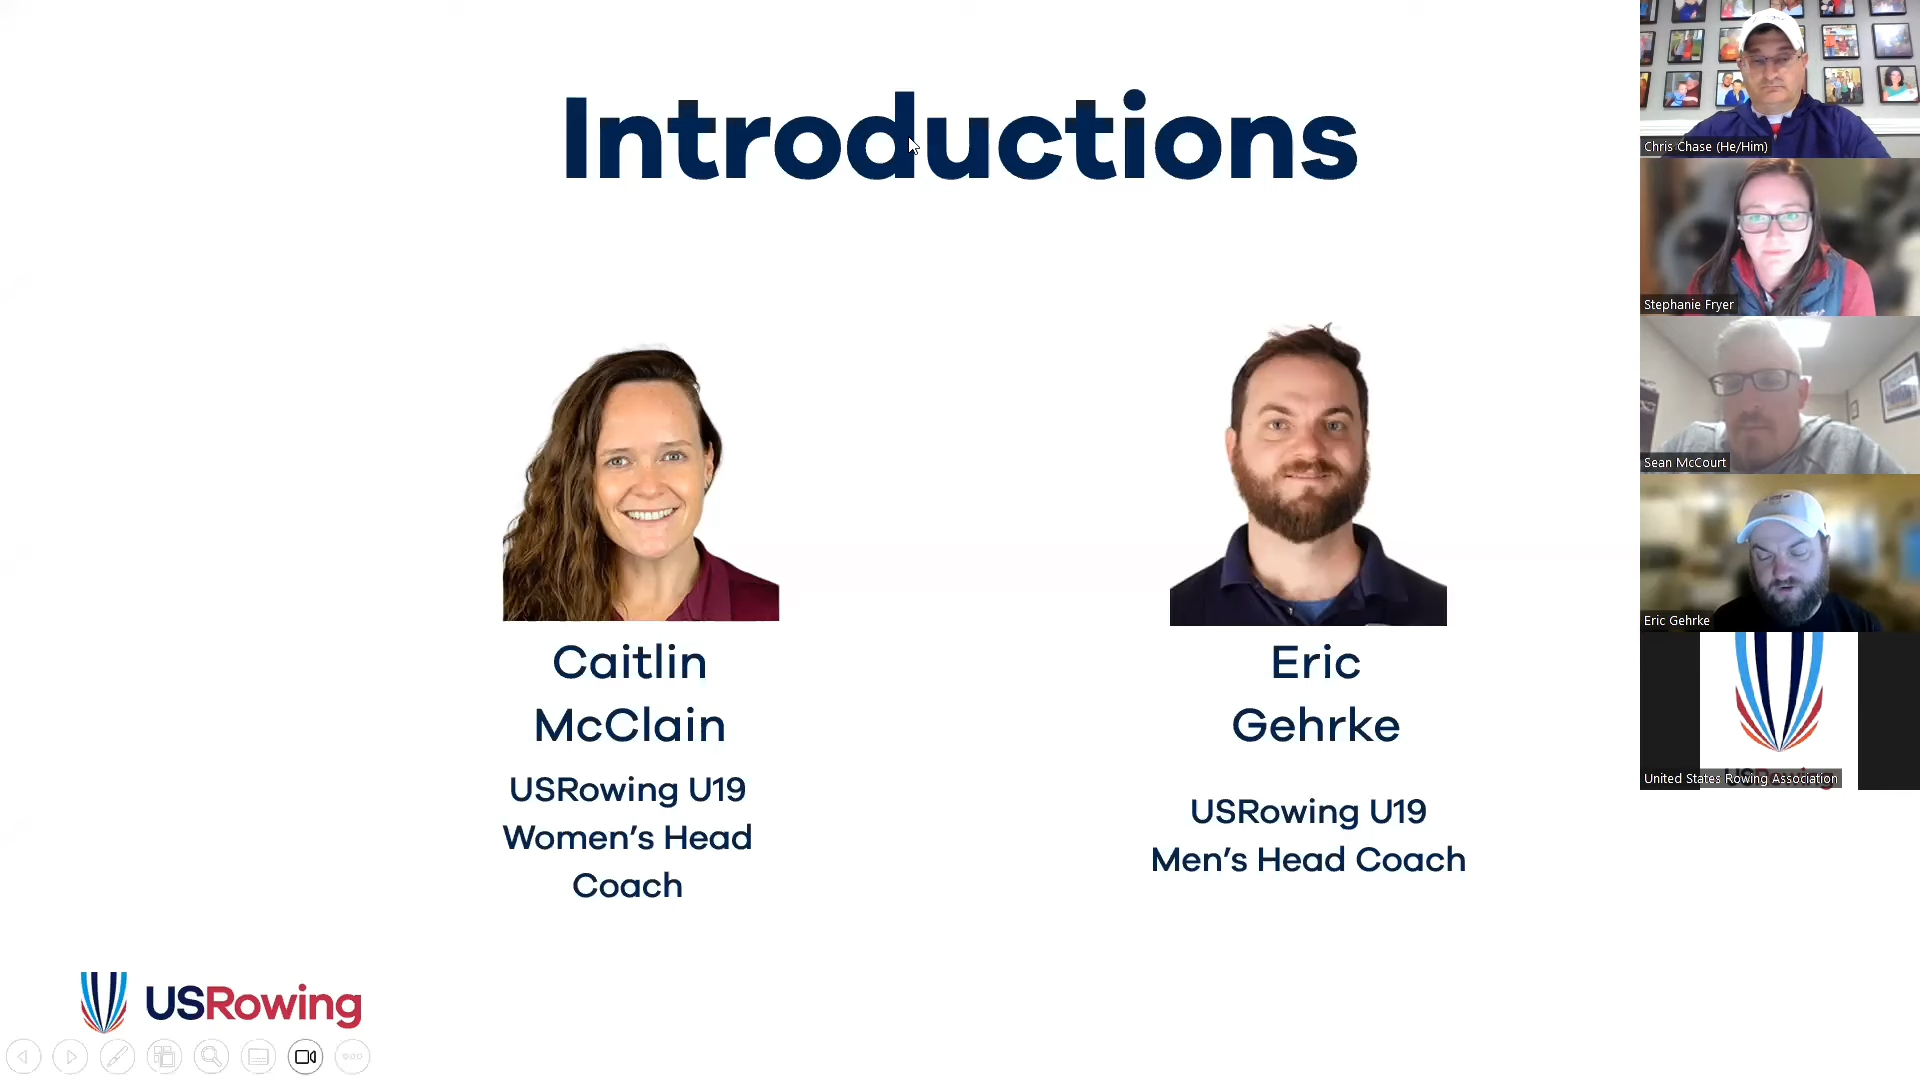 Introductions
Caitlin
McClain
USRowing U19
Women's Head
Coach
Eric
Gehrke
USRowing U19
Men's Head Coach
USRowing
Chris Chase (He/Him)
Stephanie Fryer
Sean McCourt
Eric Gehrke
United States Rowing Association